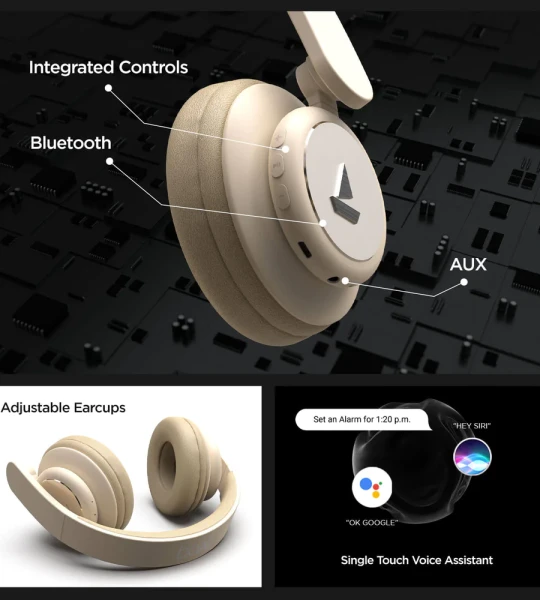 Integrated Controls
Bluetooth
AUX
Adjustable Earcups
Set an Alarm for 1:20 p.m.
"HEY SIRI"
"OK GOOGLE"
Single Touch Voice Assistant